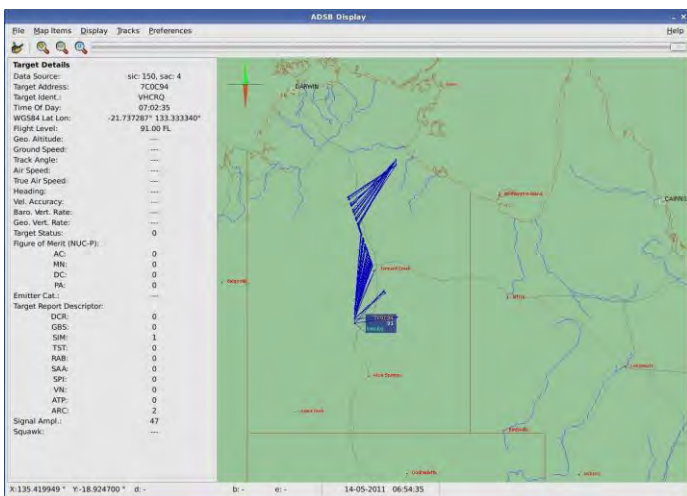 ADSB Display
File Map Items Display Tracks Preferences Help
Target Details
Data Source: sic: 150, sac: 4
Target Address: 7C0C94
Target Ident.: VHCRQ
Time Of Day: 07:02:35
WGS84 Lat Lon: -21.737287° 133.333340°
Flight Level: 91.00 FL
Geo. Altitude: ---
Ground Speed: ---
Track Angle: ---
Air Speed: ---
True Air Speed: ---
Heading: ---
Vel. Accuracy: ---
Baro. Vert. Rate: ---
Geo. Vert. Rate: ---
Target Status: 0
Figure of Merit (NUC-P):
AC: 0
MN: 0
DC: 0
PA: 0
Emitter Cat.: ---
Target Report Descriptor:
DCR: 0
GBS: 0
SIM: 1
TST: 0
RAB: 0
SAA: 0
SPI: 0
VN: 0
ATP: 0
ARC: 2
Signal Ampl.: 47
Squawk: ---
DARWIN
X:135.419949 ° Y:-18.924700 ° d: - b: - e: - 14-05-2011 06:54:35